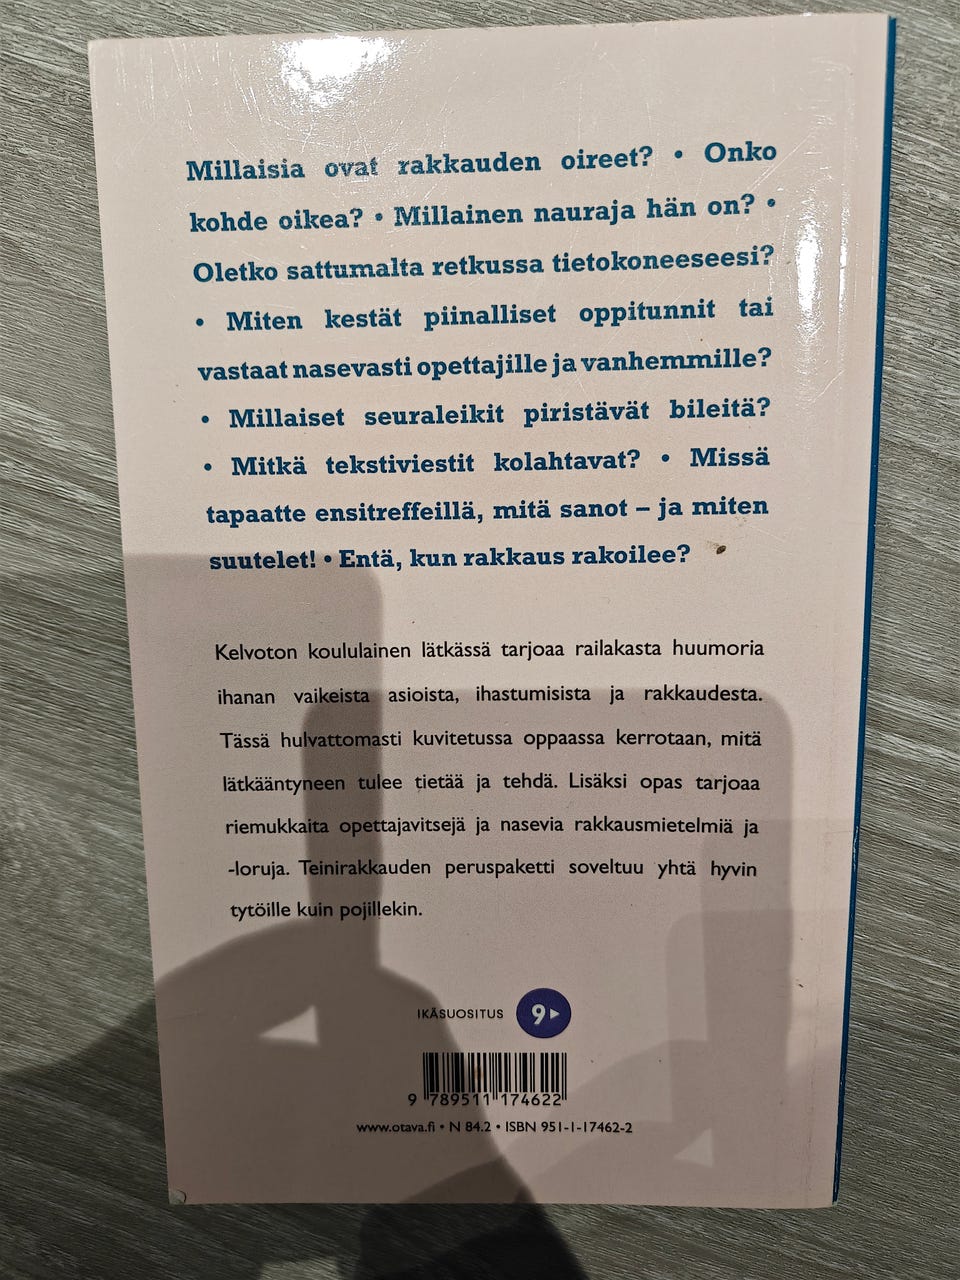 Millaisia ovat rakkauden oireet? • Onko
kohde oikea? • Millainen nauraja hän on? •
Oletko sattumalta retkussa tietokoneeseesi?
• Miten kestät piinalliset oppitunnit tai
vastaat nasevasti opettajille ja vanhemmille?
• Millaiset seuraleikit piristävät bileitä?
• Mitkä tekstiviestit kolahtavat? • Missä
tapaatte ensitreffeillä, mitä sanot – ja miten
suutelet! • Entä, kun rakkaus rakoilee?
Kelvoton koululainen lätkässä tarjoaa railakasta huumoria
ihanan vaikeista asioista, ihastumisista ja rakkaudesta.
Tässä hulvattomasti kuvitetussa oppaassa kerrotaan, mitä
lätkääntyneen tulee tietää ja tehdä. Lisäksi opas tarjoaa
riemukkaita opettajavitsejä ja nasevia rakkausmietelmiä ja
-loruja. Teinirakkauden peruspaketti soveltuu yhtä hyvin
tytöille kuin pojillekin.
IKÄSUOSITUS 9
9 789511 174622
www.otava.fi • N 84.2 • ISBN 951-1-17462-2